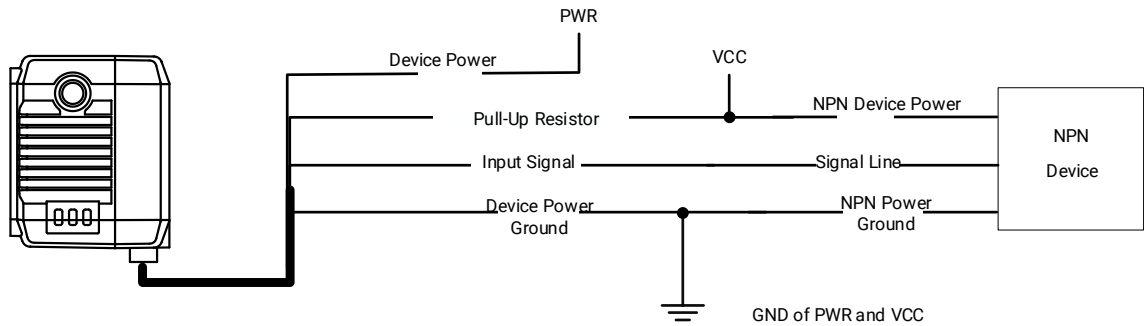 PWR
Device Power
VCC
Pull-Up Resistor
NPN Device Power
Input Signal
Signal Line
Device Power
Ground
NPN Power
Ground
NPN
Device
GND of PWR and VCC